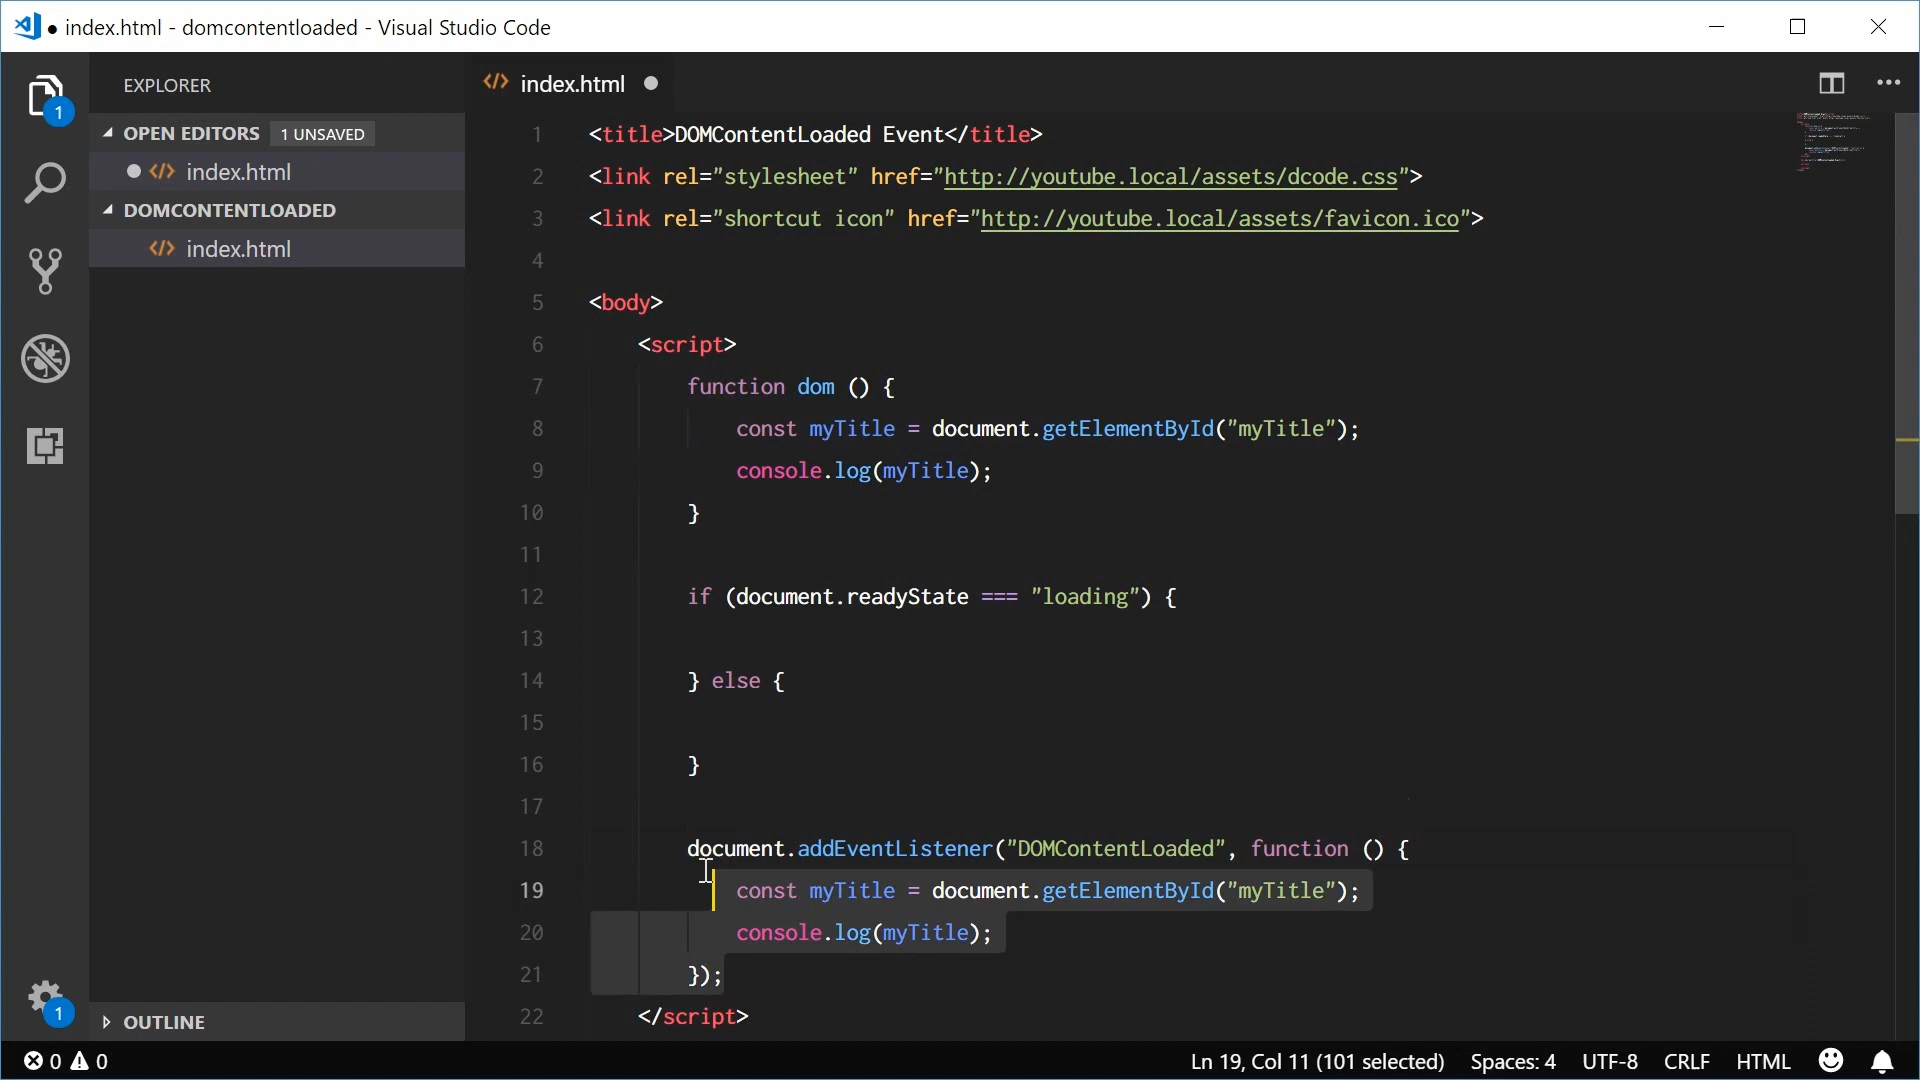 ● index.html - domcontentloaded - Visual Studio Code
EXPLORER
1
OPEN EDITORS 1 UNSAVED
index.html
DOMCONTENTLOADED
index.html
OUTLINE
1
index.html
1 <title>DOMContentLoaded Event</title>
2 <link rel="stylesheet" href="http://youtube.local/assets/dcode.css">
3 <link rel="shortcut icon" href="http://youtube.local/assets/favicon.ico">
4
5 <body>
6 <script>
7 function dom () {
8 const myTitle = document.getElementById("myTitle");
9 console.log(myTitle);
10 }
11
12 if (document.readyState === "loading") {
13
14 } else {
15
16 }
17
18 document.addEventListener("DOMContentLoaded", function () {
19 const myTitle = document.getElementById("myTitle");
20 console.log(myTitle);
21 });
22 </script>
0 0
Ln 19, Col 11 (101 selected) Spaces: 4 UTF-8 CRLF HTML